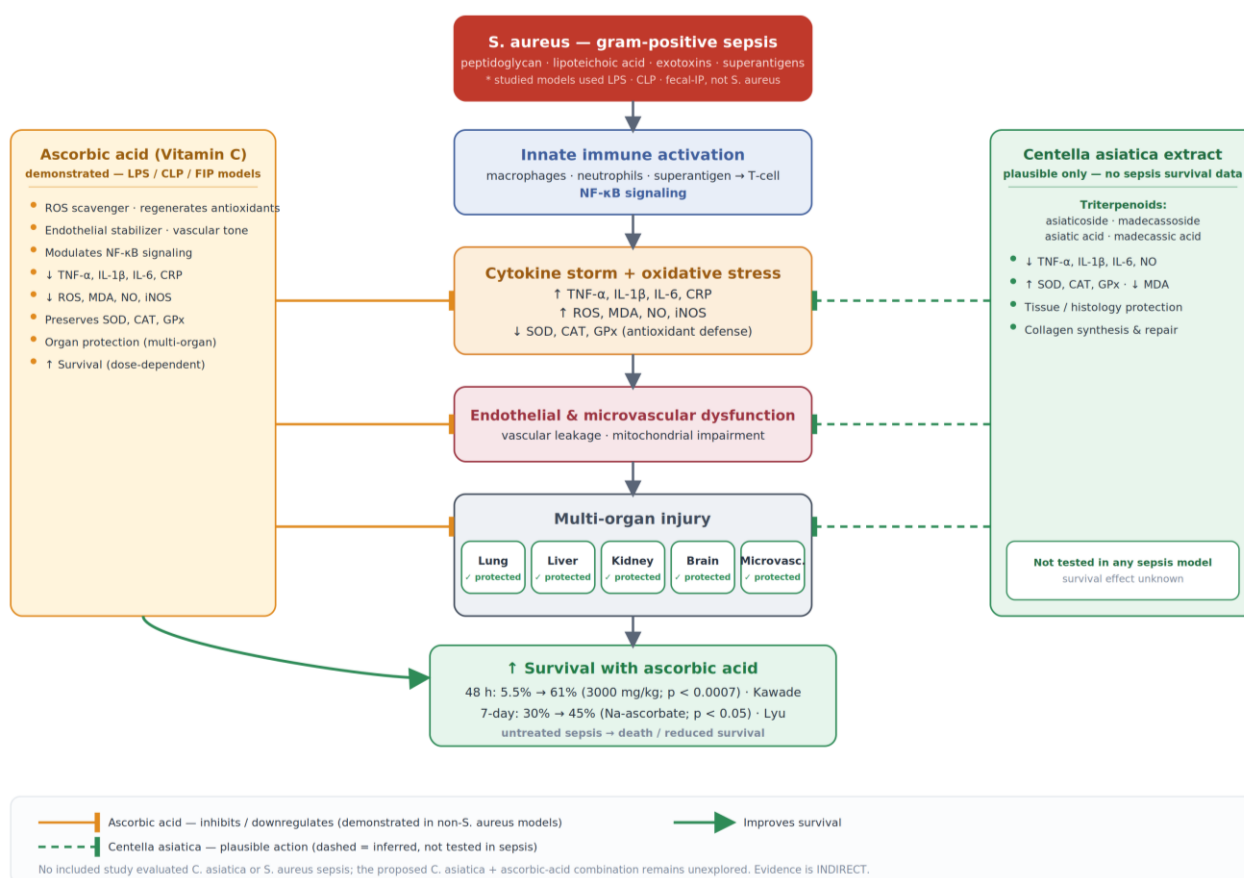 S. aureus — gram-positive sepsis
peptidoglycan · lipoteichoic acid · exotoxins · superantigens
* studied models used LPS · CLP · fecal-IP, not S. aureus
Ascorbic acid (Vitamin C)
demonstrated — LPS / CLP / FIP models
• ROS scavenger · regenerates antioxidants
• Endothelial stabilizer · vascular tone
• Modulates NF-κB signaling
• ↓ TNF-α, IL-1β, IL-6, CRP
• ↓ ROS, MDA, NO, iNOS
• Preserves SOD, CAT, GPx
• Organ protection (multi-organ)
• ↑ Survival (dose-dependent)
Innate immune activation
macrophages · neutrophils · superantigen → T-cell
NF-κB signaling
Cytokine storm + oxidative stress
↑ TNF-α, IL-1β, IL-6, CRP
↑ ROS, MDA, NO, iNOS
↓ SOD, CAT, GPx (antioxidant defense)
Endothelial & microvascular dysfunction
vascular leakage · mitochondrial impairment
Multi-organ injury
Lung
✓ protected
Liver
✓ protected
Kidney
✓ protected
Brain
✓ protected
Microvasc.
✓ protected
Centella asiatica extract
plausible only — no sepsis survival data
Triterpenoids:
asiaticoside · madecassoside
asiatic acid · madecassic acid
• ↓ TNF-α, IL-1β, IL-6, NO
• ↑ SOD, CAT, GPx · ↓ MDA
• Tissue / histology protection
• Collagen synthesis & repair
Not tested in any sepsis model
survival effect unknown
↑ Survival with ascorbic acid
48 h: 5.5% → 61% (3000 mg/kg; p < 0.0007) · Kawade
7-day: 30% → 45% (Na-ascorbate; p < 0.05) · Lyu
untreated sepsis → death / reduced survival
Ascorbic acid — inhibits / downregulates (demonstrated in non-S. aureus models)
Improves survival
Centella asiatica — plausible action (dashed = inferred, not tested in sepsis)
No included study evaluated C. asiatica or S. aureus sepsis; the proposed C. asiatica + ascorbic-acid combination remains unexplored. Evidence is INDIRECT.